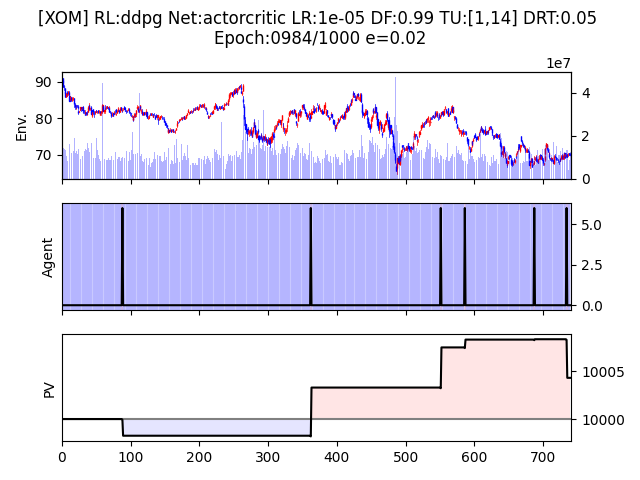 [XOM] RL:ddpg Net:actorcritic LR:1e-05 DF:0.99 TU:[1,14] DRT:0.05
Epoch:0984/1000 e=0.02
1e7
90
80
70
Env.
4
2
0
Agent
5.0
2.5
0.0
PV
10005
10000
0 100 200 300 400 500 600 700